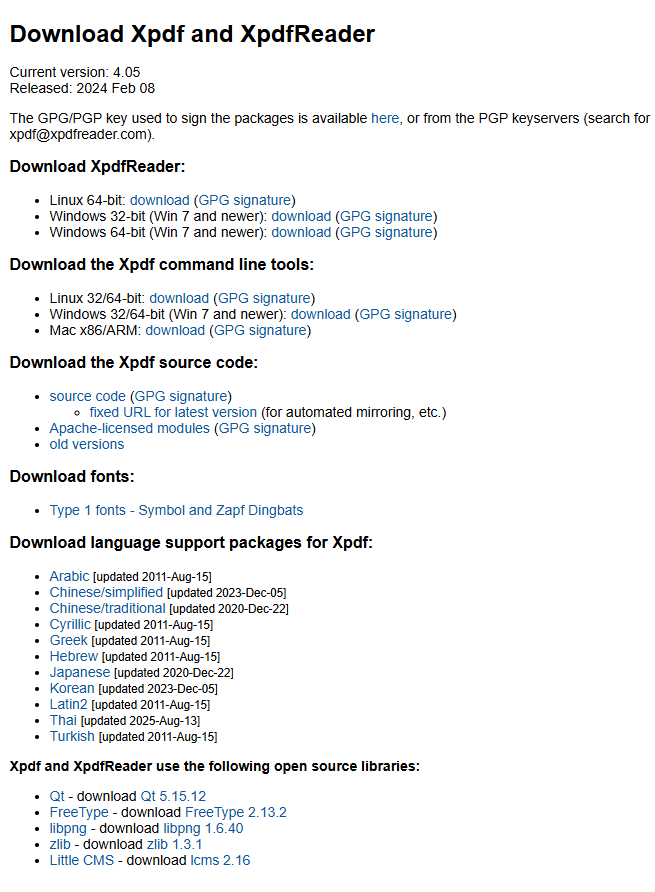 Download Xpdf and XpdfReader
Current version: 4.05
Released: 2024 Feb 08
The GPG/PGP key used to sign the packages is available here, or from the PGP keyservers (search for
xpdf@xpdfreader.com).
Download XpdfReader:
• Linux 64-bit: download (GPG signature)
• Windows 32-bit (Win 7 and newer): download (GPG signature)
• Windows 64-bit (Win 7 and newer): download (GPG signature)
Download the Xpdf command line tools:
• Linux 32/64-bit: download (GPG signature)
• Windows 32/64-bit (Win 7 and newer): download (GPG signature)
• Mac x86/ARM: download (GPG signature)
Download the Xpdf source code:
• source code (GPG signature)
◦ fixed URL for latest version (for automated mirroring, etc.)
• Apache-licensed modules (GPG signature)
• old versions
Download fonts:
• Type 1 fonts - Symbol and Zapf Dingbats
Download language support packages for Xpdf:
• Arabic [updated 2011-Aug-15]
• Chinese/simplified [updated 2023-Dec-05]
• Chinese/traditional [updated 2020-Dec-22]
• Cyrillic [updated 2011-Aug-15]
• Greek [updated 2011-Aug-15]
• Hebrew [updated 2011-Aug-15]
• Japanese [updated 2020-Dec-22]
• Korean [updated 2023-Dec-05]
• Latin2 [updated 2011-Aug-15]
• Thai [updated 2025-Aug-13]
• Turkish [updated 2011-Aug-15]
Xpdf and XpdfReader use the following open source libraries:
• Qt - download Qt 5.15.12
• FreeType - download FreeType 2.13.2
• libpng - download libpng 1.6.40
• zlib - download zlib 1.3.1
• Little CMS - download lcms 2.16